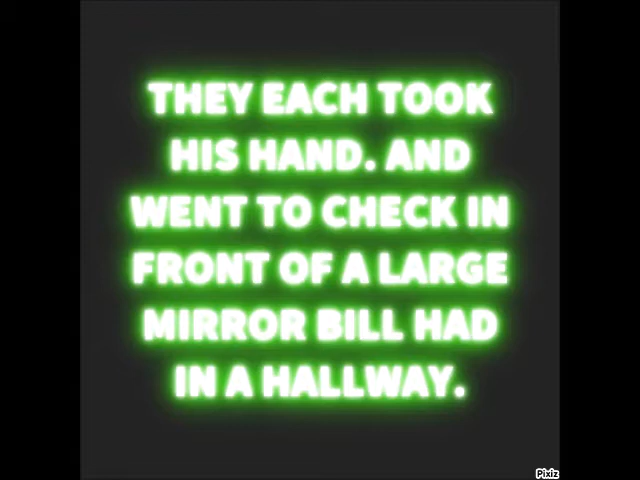 THEY EACH TOOK
HIS HAND. AND
WENT TO CHECK IN
FRONT OF A LARGE
MIRROR BILL HAD
IN A HALLWAY.
Pixiz